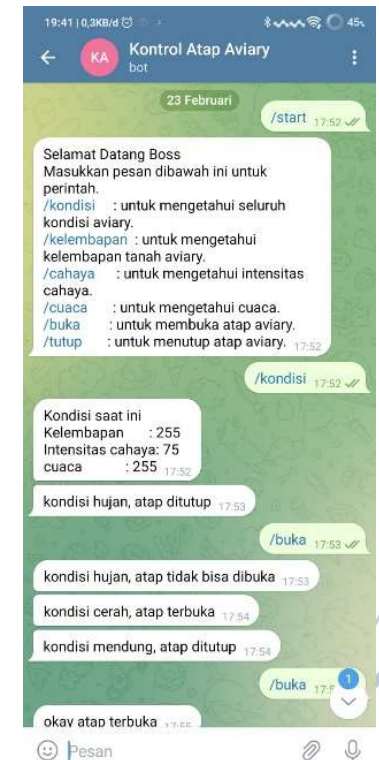 19:41 | 0,3KB/d
45
KA
Kontrol Atap Aviary
bot
23 Februari
/start 17:52
Selamat Datang Boss
Masukkan pesan dibawah ini untuk
perintah.
/kondisi : untuk mengetahui seluruh
kondisi aviary.
/kelembapan : untuk mengetahui
kelembapan tanah aviary.
/cahaya : untuk mengetahui intensitas
cahaya.
/cuaca : untuk mengetahui cuaca.
/buka : untuk membuka atap aviary.
/tutup : untuk menutup atap aviary. 17:52
/kondisi 17:52
Kondisi saat ini
Kelembapan : 255
Intensitas cahaya: 75
cuaca : 255 17:52
kondisi hujan, atap ditutup 17:53
/buka 17:53
kondisi hujan, atap tidak bisa dibuka 17:53
kondisi cerah, atap terbuka 17:54
kondisi mendung, atap ditutup 17:54
/buka
1
okay atap terbuka 17:55
Pesan